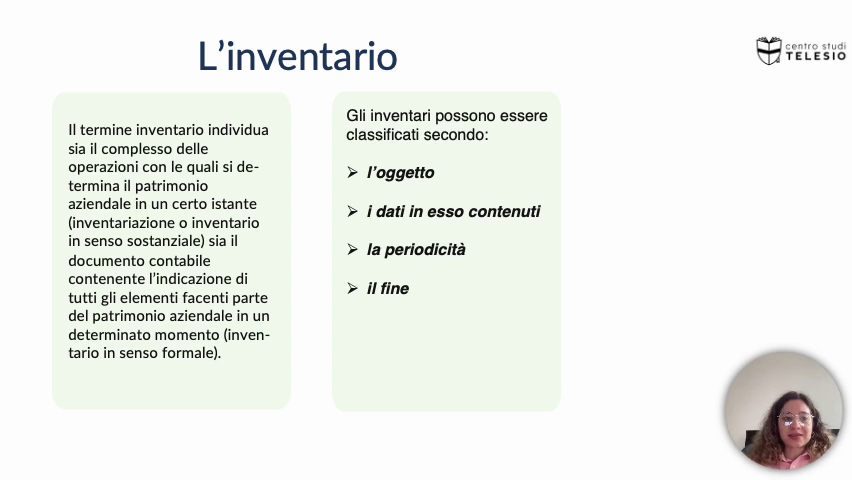 L’inventario
centro studi
TELESIO
Il termine inventario individua
sia il complesso delle
operazioni con le quali si de-
termina il patrimonio
aziendale in un certo istante
(inventariazione o inventario
in senso sostanziale) sia il
documento contabile
contenente l’indicazione di
tutti gli elementi facenti parte
del patrimonio aziendale in un
determinato momento (inven-
tario in senso formale).
Gli inventari possono essere
classificati secondo:
➢ l’oggetto
➢ i dati in esso contenuti
➢ la periodicità
➢ il fine